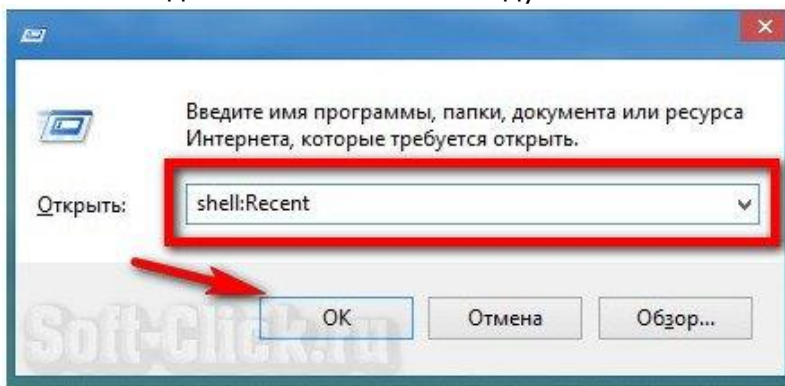 Введите имя программы, папки, документа или ресурса
Интернета, которые требуется открыть.
Открыть:
shell:Recent
OK
Отмена
Обзор...
Soft-Click.ru